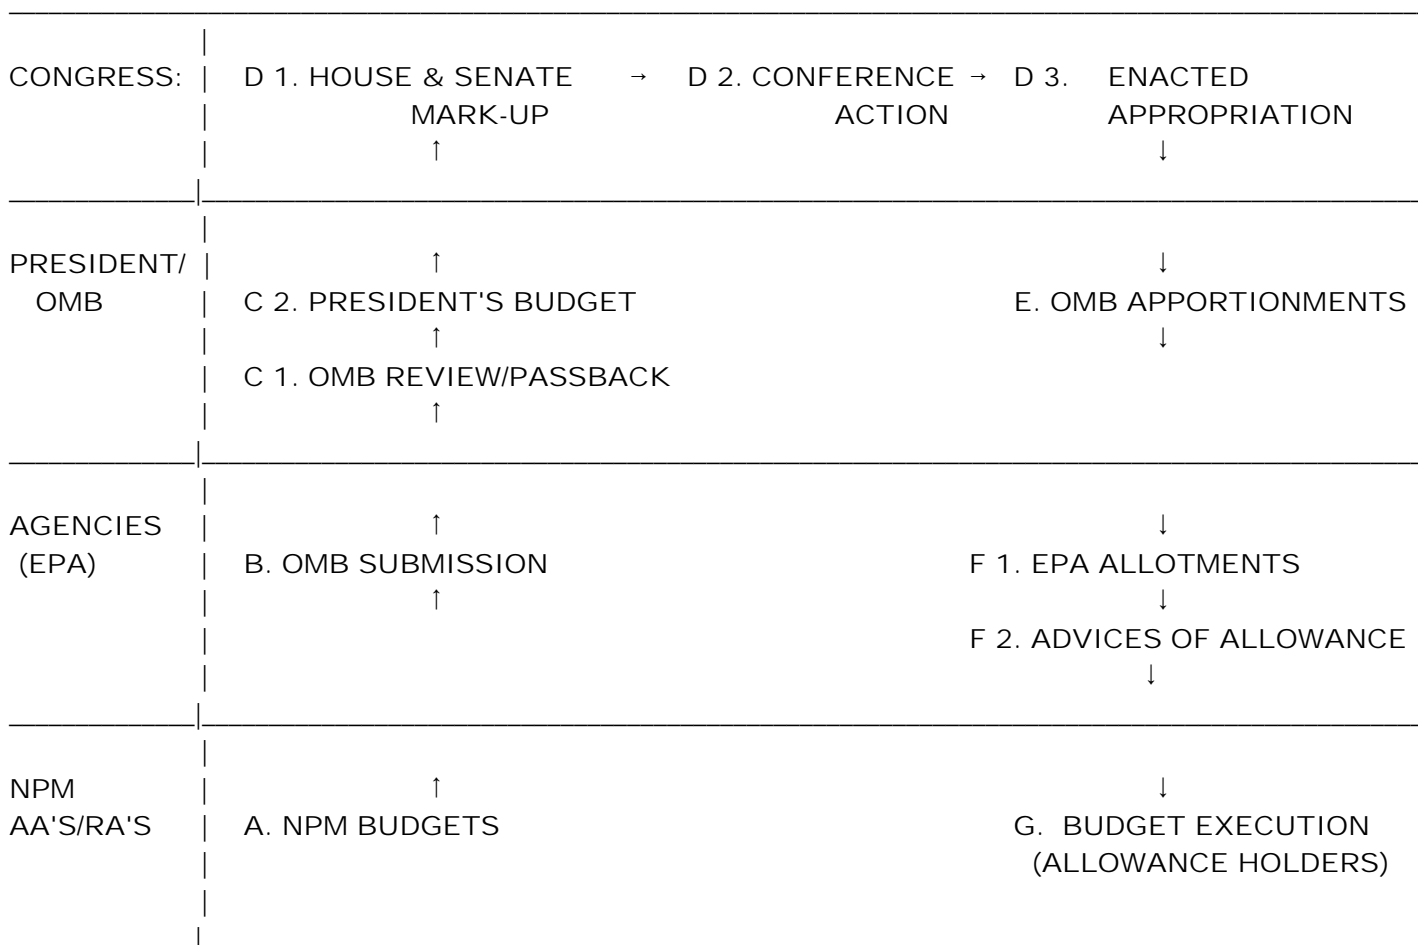 CONGRESS: D 1. HOUSE & SENATE → D 2. CONFERENCE → D 3. ENACTED
MARK-UP ACTION APPROPRIATION
↑ ↓
↑ ↓
PRESIDENT/
OMB C 2. PRESIDENT'S BUDGET E. OMB APPORTIONMENTS
↑ ↓
C 1. OMB REVIEW/PASSBACK
↑
AGENCIES ↑ ↓
(EPA) B. OMB SUBMISSION F 1. EPA ALLOTMENTS
↑ ↓
F 2. ADVICES OF ALLOWANCE
↓
NPM ↑ ↓
AA'S/RA'S A. NPM BUDGETS G. BUDGET EXECUTION
(ALLOWANCE HOLDERS)